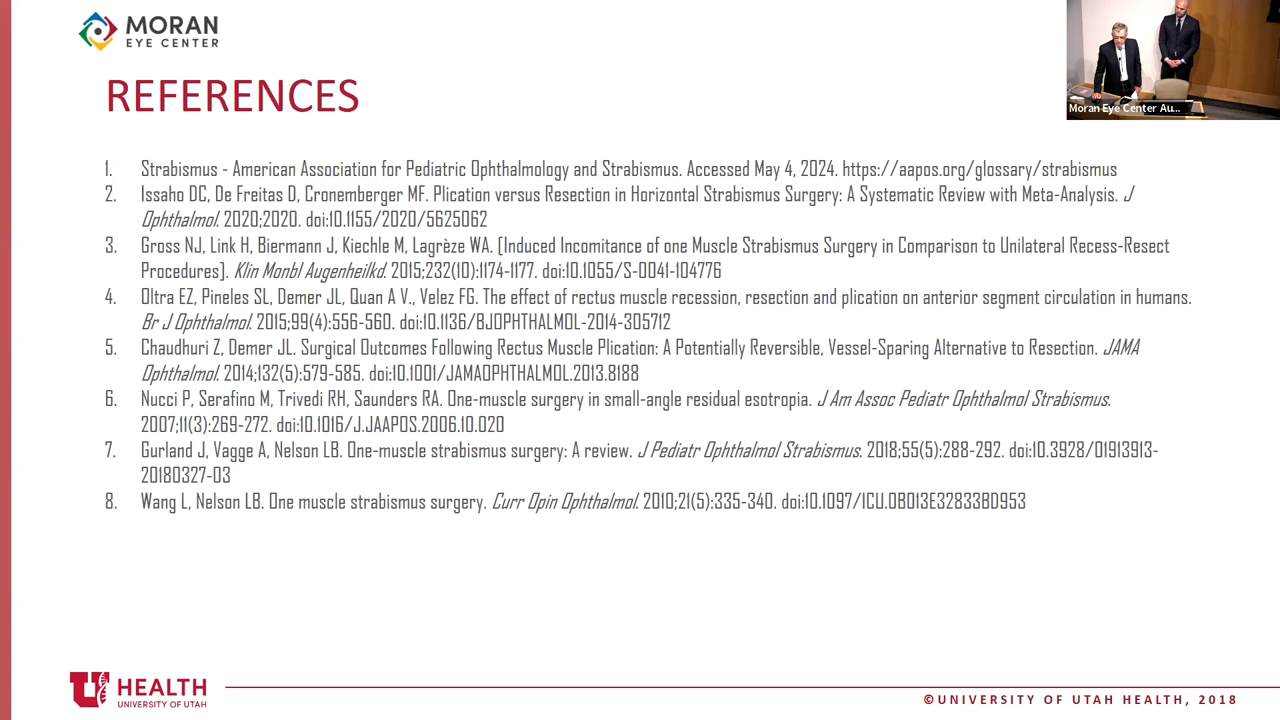 MORAN
EYE CENTER
Moran Eye Center Au...
REFERENCES
1. Strabismus - American Association for Pediatric Ophthalmology and Strabismus. Accessed May 4, 2024. https://aapos.org/glossary/strabismus
2. Issaho DC, De Freitas D, Cronemberger MF. Plication versus Resection in Horizontal Strabismus Surgery: A Systematic Review with Meta-Analysis. J
Ophthalmol. 2020;2020. doi:10.1155/2020/5625062
3. Gross NJ, Link H, Biermann J, Kiechle M, Lagrèze WA. [Induced Incomitance of one Muscle Strabismus Surgery in Comparison to Unilateral Recess-Resect
Procedures]. Klin Monbl Augenheilkd. 2015;232(10):1174-1177. doi:10.1055/S-0041-104776
4. Oltra EZ, Pineles SL, Demer JL, Quan A V., Velez FG. The effect of rectus muscle recession, resection and plication on anterior segment circulation in humans.
Br J Ophthalmol. 2015;99(4):556-560. doi:10.1136/BJOPHTHALMOL-2014-305712
5. Chaudhuri Z, Demer JL. Surgical Outcomes Following Rectus Muscle Plication: A Potentially Reversible, Vessel-Sparing Alternative to Resection. JAMA
Ophthalmol. 2014;132(5):579-585. doi:10.1001/JAMAOPHTHALMOL.2013.8188
6. Nucci P, Serafino M, Trivedi RH, Saunders RA. One-muscle surgery in small-angle residual esotropia. J Am Assoc Pediatr Ophthalmol Strabismus.
2007;11(3):269-272. doi:10.1016/J.JAAPOS.2006.10.020
7. Gurland J, Vagge A, Nelson LB. One-muscle strabismus surgery: A review. J Pediatr Ophthalmol Strabismus. 2018;55(5):288-292. doi:10.3928/01913913-
20180327-03
8. Wang L, Nelson LB. One muscle strabismus surgery. Curr Opin Ophthalmol. 2010;21(5):335-340. doi:10.1097/ICU.0B013E32833BD953
U HEALTH
UNIVERSITY OF UTAH
©UNIVERSITY OF UTAH HEALTH, 2018